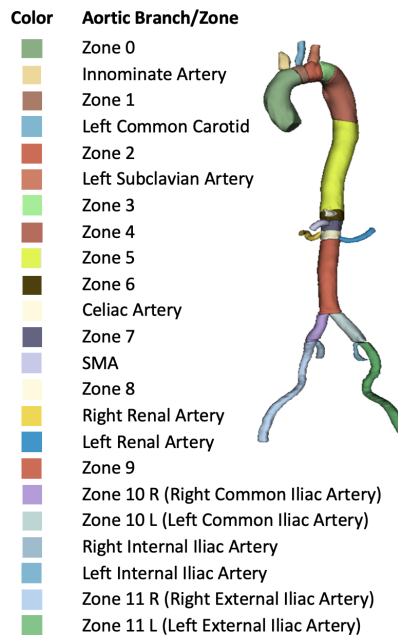 Color Aortic Branch/Zone
Zone 0
Innominate Artery
Zone 1
Left Common Carotid
Zone 2
Left Subclavian Artery
Zone 3
Zone 4
Zone 5
Zone 6
Celiac Artery
Zone 7
SMA
Zone 8
Right Renal Artery
Left Renal Artery
Zone 9
Zone 10 R (Right Common Iliac Artery)
Zone 10 L (Left Common Iliac Artery)
Right Internal Iliac Artery
Left Internal Iliac Artery
Zone 11 R (Right External Iliac Artery)
Zone 11 L (Left External Iliac Artery)